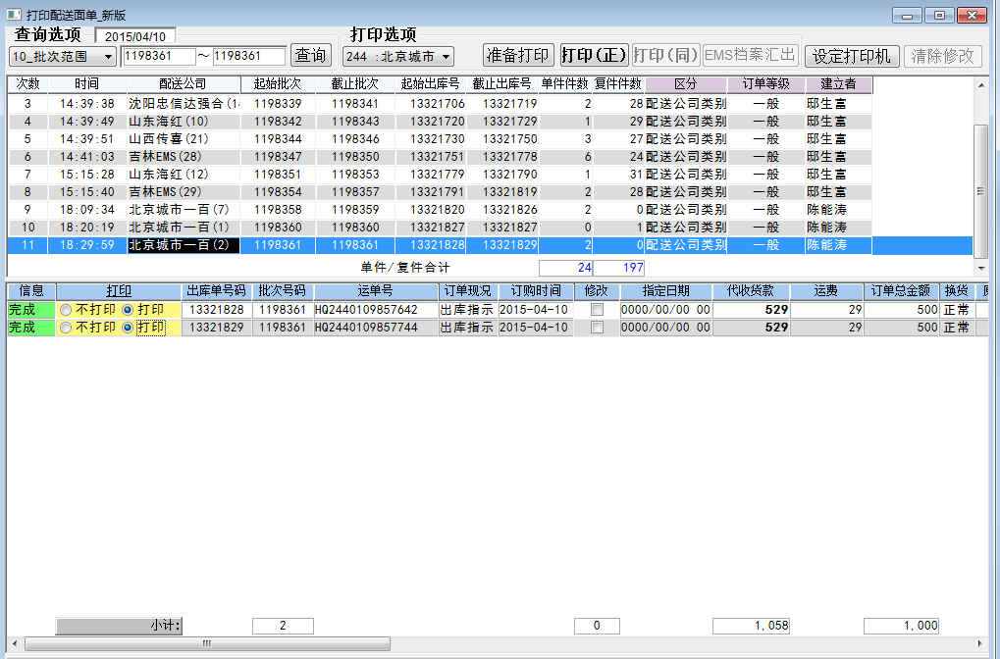 打印配送面单_新版
查询选项 2015/04/10 打印选项
10_批次范围 1198361 ～ 1198361 查询 244 :北京城市 准备打印 打印(正) 打印(同) EMS档案汇出 设定打印机 清除修改
次数 时间 配送公司 起始批次 截止批次 起始出库号 截止出库号 单件件数 复件件数 区分 订单等级 建立者
3 14:39:38 沈阳忠信达强合(1 1198339 1198341 13321706 13321719 2 28 配送公司类别 一般 邸生富
4 14:39:49 山东海红(10) 1198342 1198343 13321720 13321729 1 29 配送公司类别 一般 邸生富
5 14:39:51 山西传喜(21) 1198344 1198346 13321730 13321750 3 27 配送公司类别 一般 邸生富
6 14:41:03 吉林EMS(28) 1198347 1198350 13321751 13321778 6 24 配送公司类别 一般 邸生富
7 15:15:28 山东海红(12) 1198351 1198353 13321779 13321790 1 31 配送公司类别 一般 邸生富
8 15:15:40 吉林EMS(29) 1198354 1198357 13321791 13321819 2 28 配送公司类别 一般 邸生富
9 18:09:34 北京城市一百(7) 1198358 1198359 13321820 13321826 2 0 配送公司类别 一般 陈能涛
10 18:20:19 北京城市一百(1) 1198360 1198360 13321827 13321827 0 1 配送公司类别 一般 陈能涛
11 18:29:59 北京城市一百(2) 1198361 1198361 13321828 13321829 2 0 配送公司类别 一般 陈能涛
单件/复件合计 24 197
信息 打印 出库单号码 批次号码 运单号 订单现况 订购时间 修改 指定日期 代收货款 运费 订单总金额 换货
完成 不打印 打印 13321828 1198361 HQ2440109857642 出库指示 2015-04-10 0000/00/00 00 529 29 500 正常
完成 不打印 打印 13321829 1198361 HQ2440109857744 出库指示 2015-04-10 0000/00/00 00 529 29 500 正常
小计: 2 0 1,058 1,000